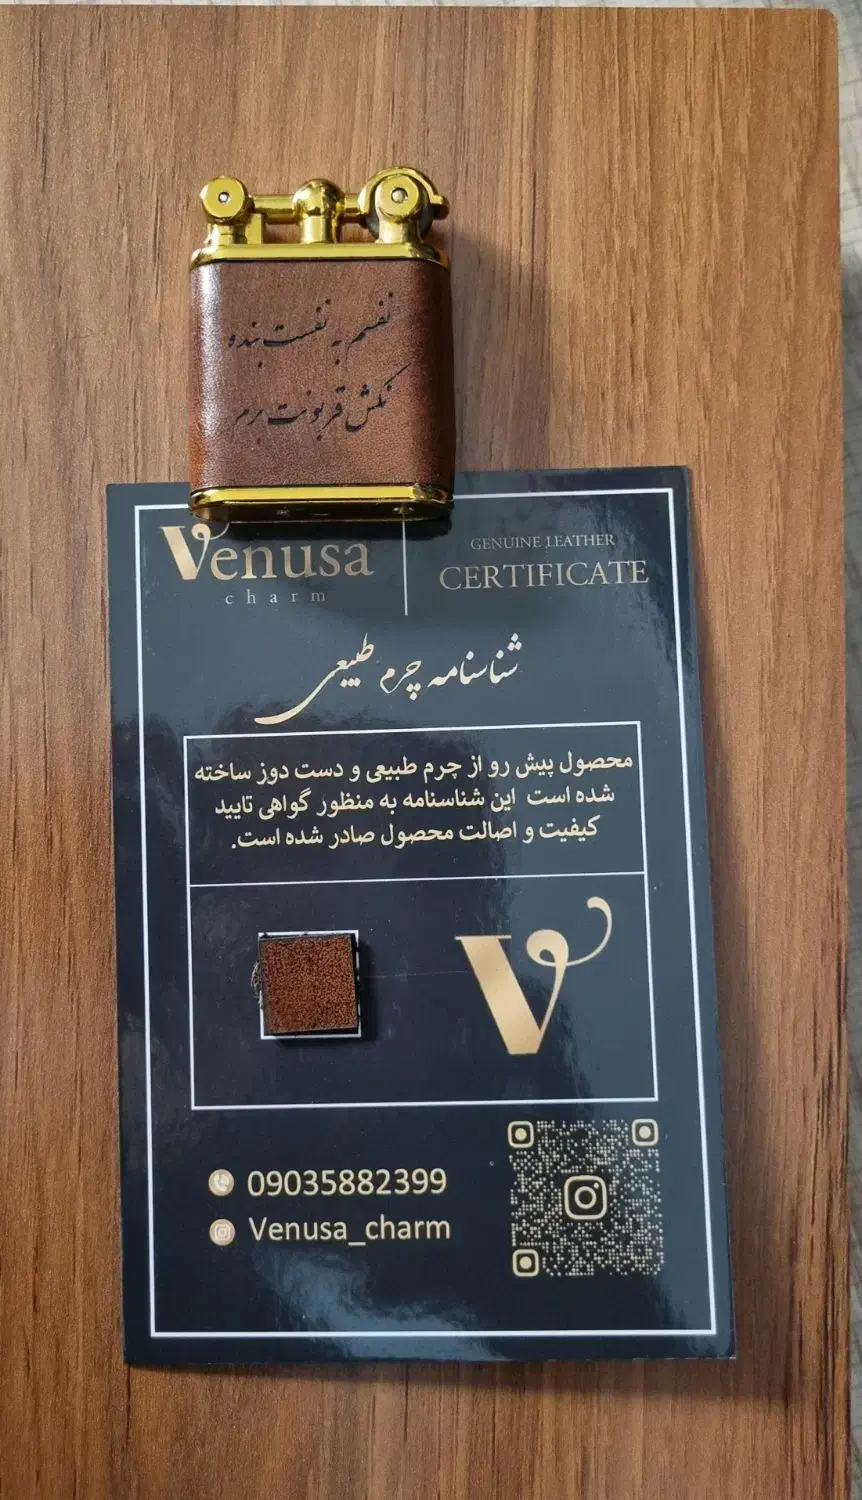 نفسم به نفست بنده
نکش قربونت برم
Venusa
charm
GENUINE LEATHER
CERTIFICATE
شناسنامه چرم طبیعی
محصول پیش رو از چرم طبیعی و دست دوز ساخته
شده است این شناسنامه به منظور گواهی تایید
کیفیت و اصالت محصول صادر شده است.
V
09035882399
Venusa_charm